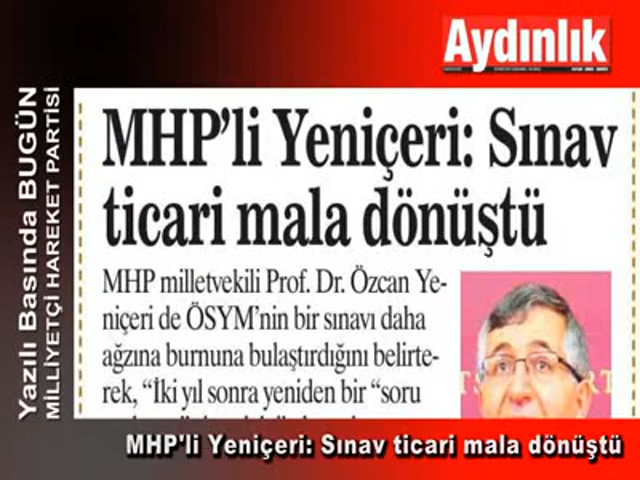 Aydınlık
Yazılı Basında BUGÜN
MİLLİYETÇİ HAREKET PARTİSİ
MHP’li Yeniçeri: Sınav
ticari mala dönüştü
MHP milletvekili Prof. Dr. Özcan Ye-
niçeri de ÖSYM’nin bir sınavı daha
ağzına burnuna bulaştırdığını belirte-
rek, “İki yıl sonra yeniden bir “soru
MHP'li Yeniçeri: Sınav ticari mala dönüştü